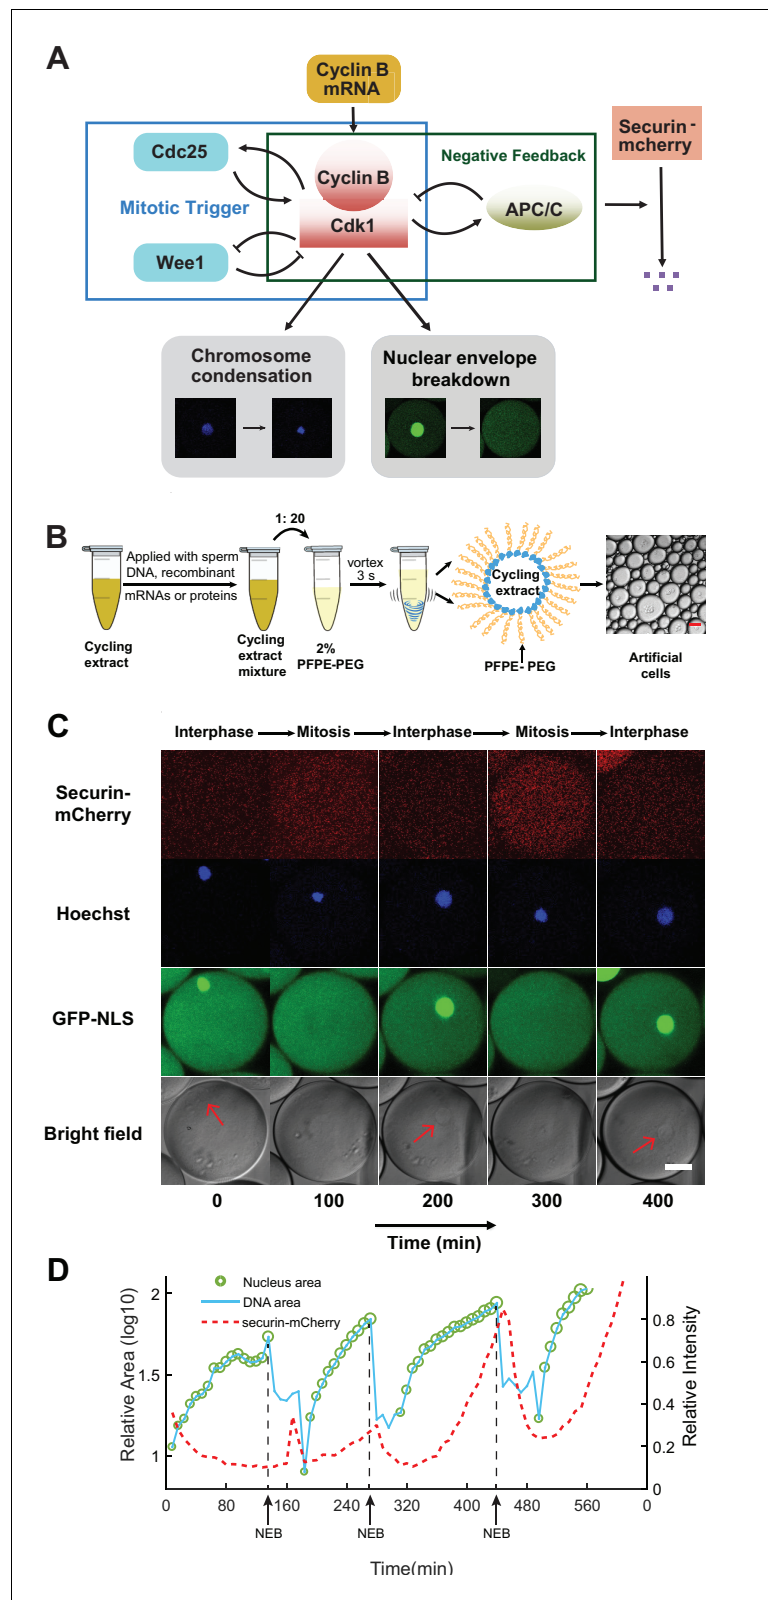 A
Cyclin B
mRNA
Cdc25
Cyclin B
Negative Feedback
Securin-
mcherry
Mitotic Trigger
Cdk1
APC/C
Wee1
Chromosome
condensation
Nuclear envelope
breakdown
B
1: 20
Applied with sperm
DNA, recombinant
mRNAs or proteins
vortex
3 s
Cycling
extract
Cycling
extract
Cycling
extract
mixture
2%
PFPE-PEG
PFPE- PEG
Artificial
cells
C
Interphase Mitosis Interphase Mitosis Interphase
Securin-
mCherry
Hoechst
GFP-NLS
Bright field
0 100 200 300 400
Time (min)
D
Nucleus area
DNA area
securin-mCherry
Relative Area (log10)
2
1.5
1
Relative Intensity
0.8
0.6
0.4
0.2
0
0 80 160 240 320 400 480 560 0
NEB NEB NEB
Time(min)